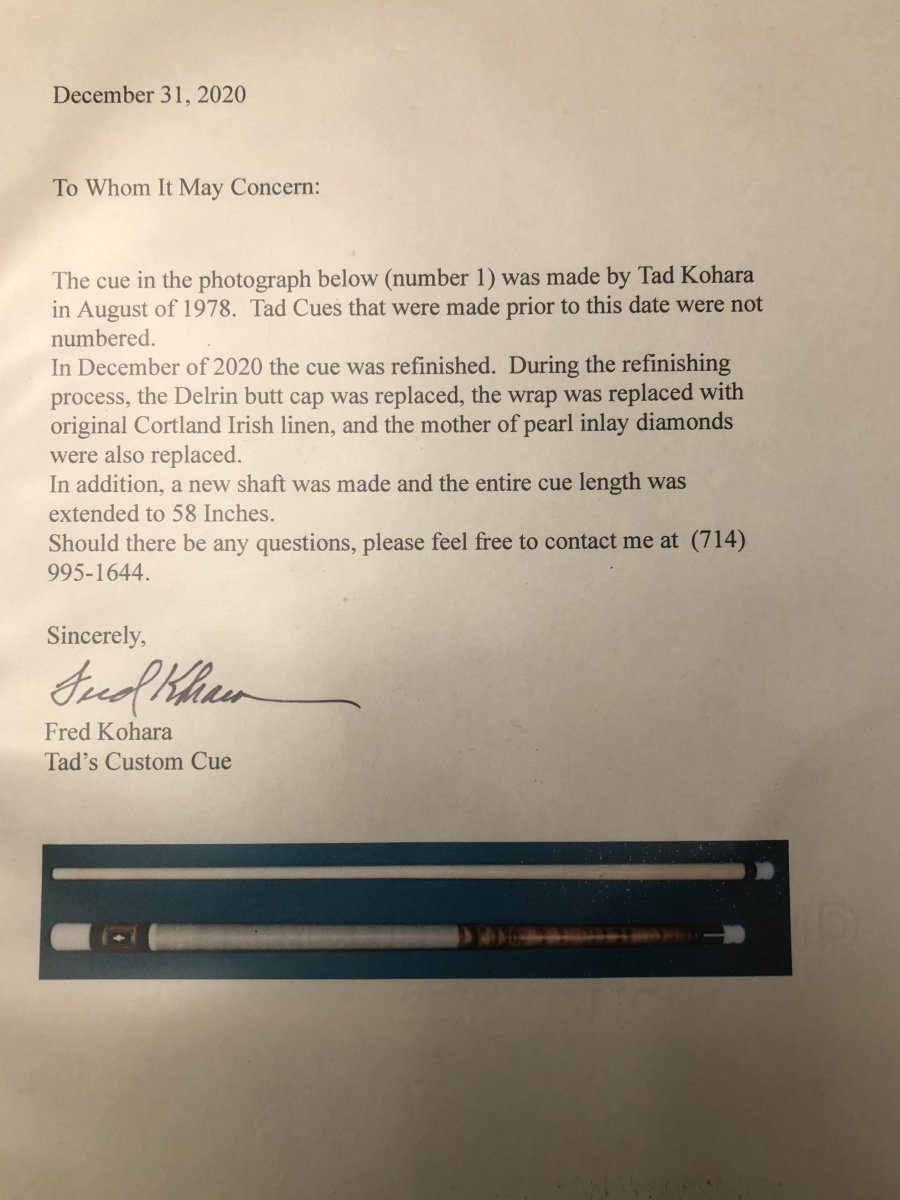 December 31, 2020
To Whom It May Concern:
The cue in the photograph below (number 1) was made by Tad Kohara
in August of 1978.  Tad Cues that were made prior to this date were not
numbered.
In December of 2020 the cue was refinished.  During the refinishing
process, the Delrin butt cap was replaced, the wrap was replaced with
original Cortland Irish linen, and the mother of pearl inlay diamonds
were also replaced.
In addition, a new shaft was made and the entire cue length was
extended to 58 Inches.
Should there be any questions, please feel free to contact me at  (714)
995-1644.
Sincerely,
Fred Kohara
Fred Kohara
Tad's Custom Cue